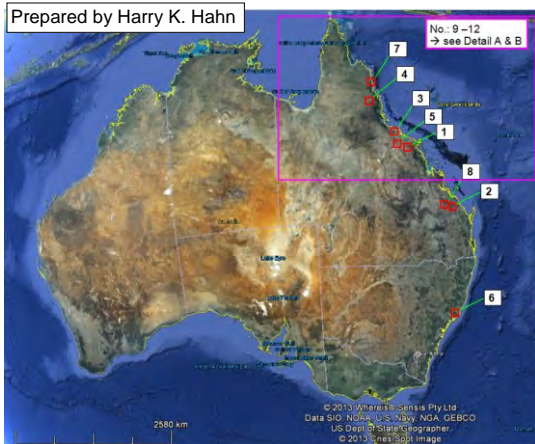 Prepared by Harry K. Hahn
No.: 9 –12
→ see Detail A & B
7
4
3
5
1
8
2
Lake Eyre
6
© 2013 Whereis® Sensis Pty Ltd
Data SIO, NOAA, U.S. Navy, NGA, GEBCO
2580 km
US Dept of State Geographer
© 2013 Cnes/Spot Image